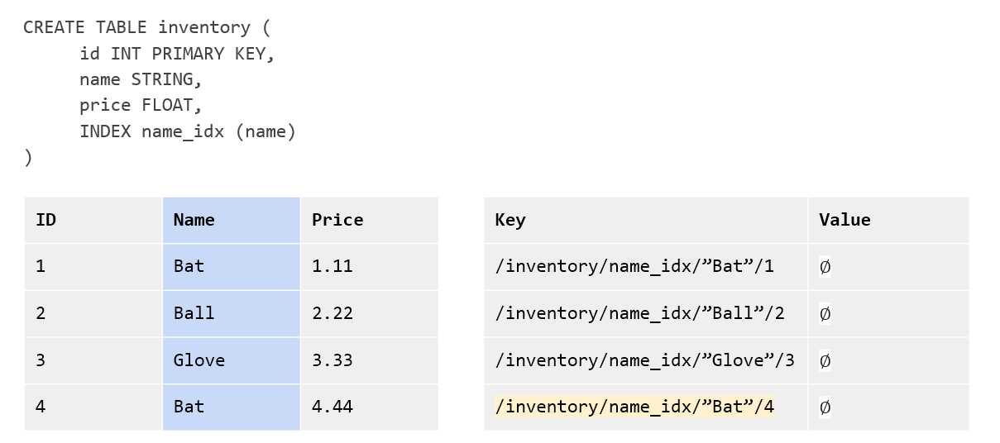 CREATE TABLE inventory (
id INT PRIMARY KEY,
name STRING,
price FLOAT,
INDEX name_idx (name)
)
ID Name Price
1 Bat 1.11
2 Ball 2.22
3 Glove 3.33
4 Bat 4.44
Key Value
/inventory/name_idx/”Bat”/1 ∅
/inventory/name_idx/”Ball”/2 ∅
/inventory/name_idx/”Glove”/3 ∅
/inventory/name_idx/”Bat”/4 ∅